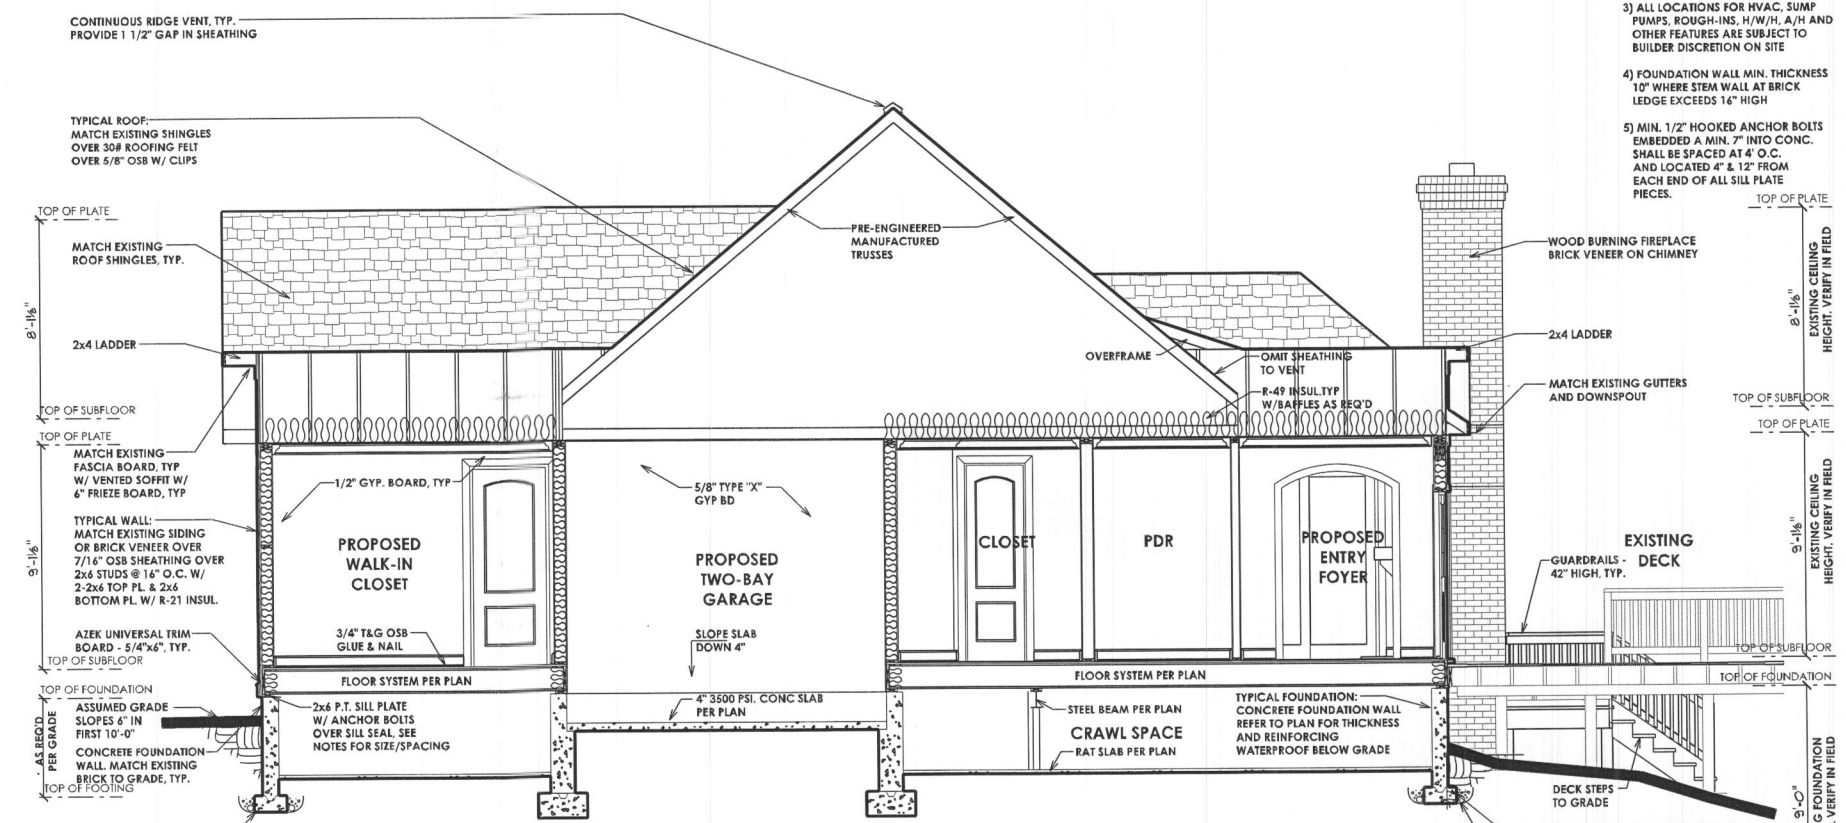 CONTINUOUS RIDGE VENT, TYP.
PROVIDE 1 1/2" GAP IN SHEATHING
TYPICAL ROOF:
MATCH EXISTING SHINGLES
OVER 30# ROOFING FELT
OVER 5/8" OSB W/ CLIPS
TOP OF PLATE
MATCH EXISTING
ROOF SHINGLES, TYP.
8'-1⅛"
2x4 LADDER
TOP OF SUBFLOOR
TOP OF PLATE
MATCH EXISTING
FASCIA BOARD, TYP
W/ VENTED SOFFIT W/
6" FRIEZE BOARD, TYP
TYPICAL WALL:
MATCH EXISTING SIDING
OR BRICK VENEER OVER
7/16" OSB SHEATHING OVER
2x6 STUDS @ 16" O.C. W/
2-2x6 TOP PL. & 2x6
BOTTOM PL. W/ R-21 INSUL.
9'-1⅛"
AZEK UNIVERSAL TRIM
BOARD - 5/4"x6", TYP.
TOP OF SUBFLOOR
TOP OF FOUNDATION
ASSUMED GRADE
SLOPES 6" IN
FIRST 10'-0"
CONCRETE FOUNDATION
WALL. MATCH EXISTING
BRICK TO GRADE, TYP.
AS REQ'D
PER GRADE
TOP OF FOOTING
PRE-ENGINEERED
MANUFACTURED
TRUSSES
OVERFRAME
OMIT SHEATHING
TO VENT
R-49 INSUL.TYP
W/BAFFLES AS REQ'D
1/2" GYP. BOARD, TYP
5/8" TYPE "X"
GYP BD
PROPOSED
WALK-IN
CLOSET
PROPOSED
TWO-BAY
GARAGE
CLOSET
PDR
PROPOSED
ENTRY
FOYER
3/4" T&G OSB
GLUE & NAIL
SLOPE SLAB
DOWN 4"
FLOOR SYSTEM PER PLAN
FLOOR SYSTEM PER PLAN
2x6 P.T. SILL PLATE
W/ ANCHOR BOLTS
OVER SILL SEAL, SEE
NOTES FOR SIZE/SPACING
4" 3500 PSI. CONC SLAB
PER PLAN
STEEL BEAM PER PLAN
CRAWL SPACE
RAT SLAB PER PLAN
TYPICAL FOUNDATION:
CONCRETE FOUNDATION WALL
REFER TO PLAN FOR THICKNESS
AND REINFORCING
WATERPROOF BELOW GRADE
3) ALL LOCATIONS FOR HVAC, SUMP
PUMPS, ROUGH-INS, H/W/H, A/H AND
OTHER FEATURES ARE SUBJECT TO
BUILDER DISCRETION ON SITE
4) FOUNDATION WALL MIN. THICKNESS
10" WHERE STEM WALL AT BRICK
LEDGE EXCEEDS 16" HIGH
5) MIN. 1/2" HOOKED ANCHOR BOLTS
EMBEDDED A MIN. 7" INTO CONC.
SHALL BE SPACED AT 4' O.C.
AND LOCATED 4" & 12" FROM
EACH END OF ALL SILL PLATE
PIECES.
TOP OF PLATE
WOOD BURNING FIREPLACE
BRICK VENEER ON CHIMNEY
8'-1⅛"
EXISTING CEILING
HEIGHT. VERIFY IN FIELD
2x4 LADDER
MATCH EXISTING GUTTERS
AND DOWNSPOUT
TOP OF SUBFLOOR
TOP OF PLATE
9'-1⅛"
EXISTING CEILING
HEIGHT. VERIFY IN FIELD
EXISTING
DECK
GUARDRAILS -
42" HIGH, TYP.
TOP OF SUBFLOOR
TOP OF FOUNDATION
DECK STEPS
TO GRADE
9'-0"
G FOUNDATION
VERIFY IN FIELD